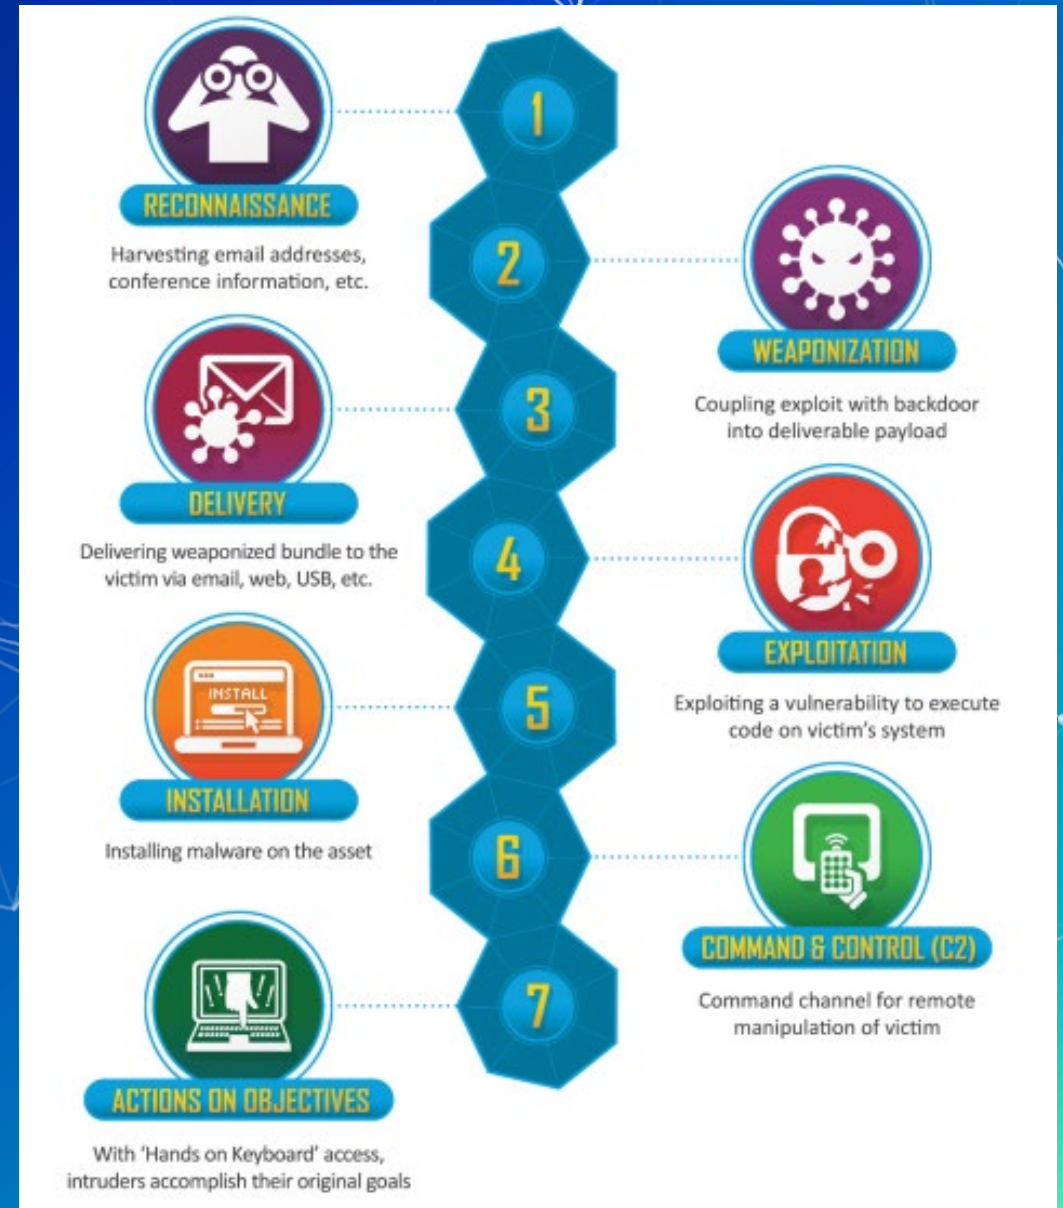 1
RECONNAISSANCE
Harvesting email addresses,
conference information, etc.
2
WEAPONIZATION
Coupling exploit with backdoor
into deliverable payload
3
DELIVERY
Delivering weaponized bundle to the
victim via email, web, USB, etc.
4
EXPLOITATION
Exploiting a vulnerability to execute
code on victim's system
5
INSTALL
INSTALLATION
Installing malware on the asset
6
COMMAND & CONTROL (C2)
Command channel for remote
manipulation of victim
7
ACTIONS ON OBJECTIVES
With ‘Hands on Keyboard’ access,
intruders accomplish their original goals